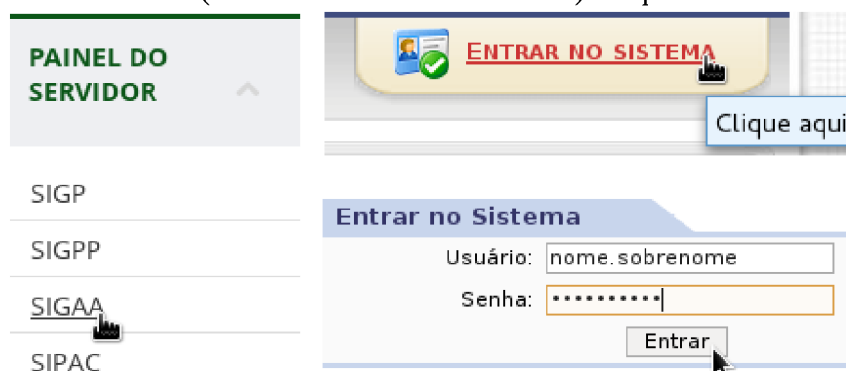 PAINEL DO
SERVIDOR
SIGP
SIGPP
SIGAA
SIPAC
ENTRAR NO SISTEMA
Clique aqui
Entrar no Sistema
Usuário: nome.sobrenome
Senha: ••••••••••
Entrar